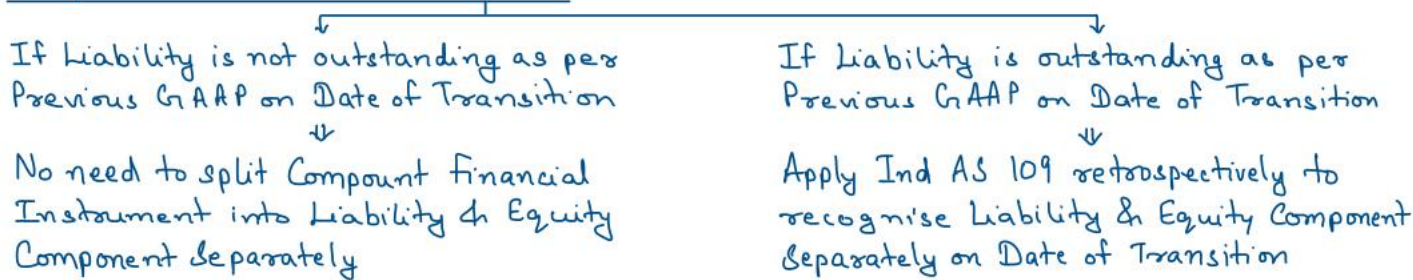 If Liability is not outstanding as per
Previous GAAP on Date of Transition
⇓
No need to split Compount Financial
Instrument into Liability & Equity
Component Separately
If Liability is outstanding as per
Previous GAAP on Date of Transition
⇓
Apply Ind AS 109 retrospectively to
recognise Liability & Equity Component
Separately on Date of Transition